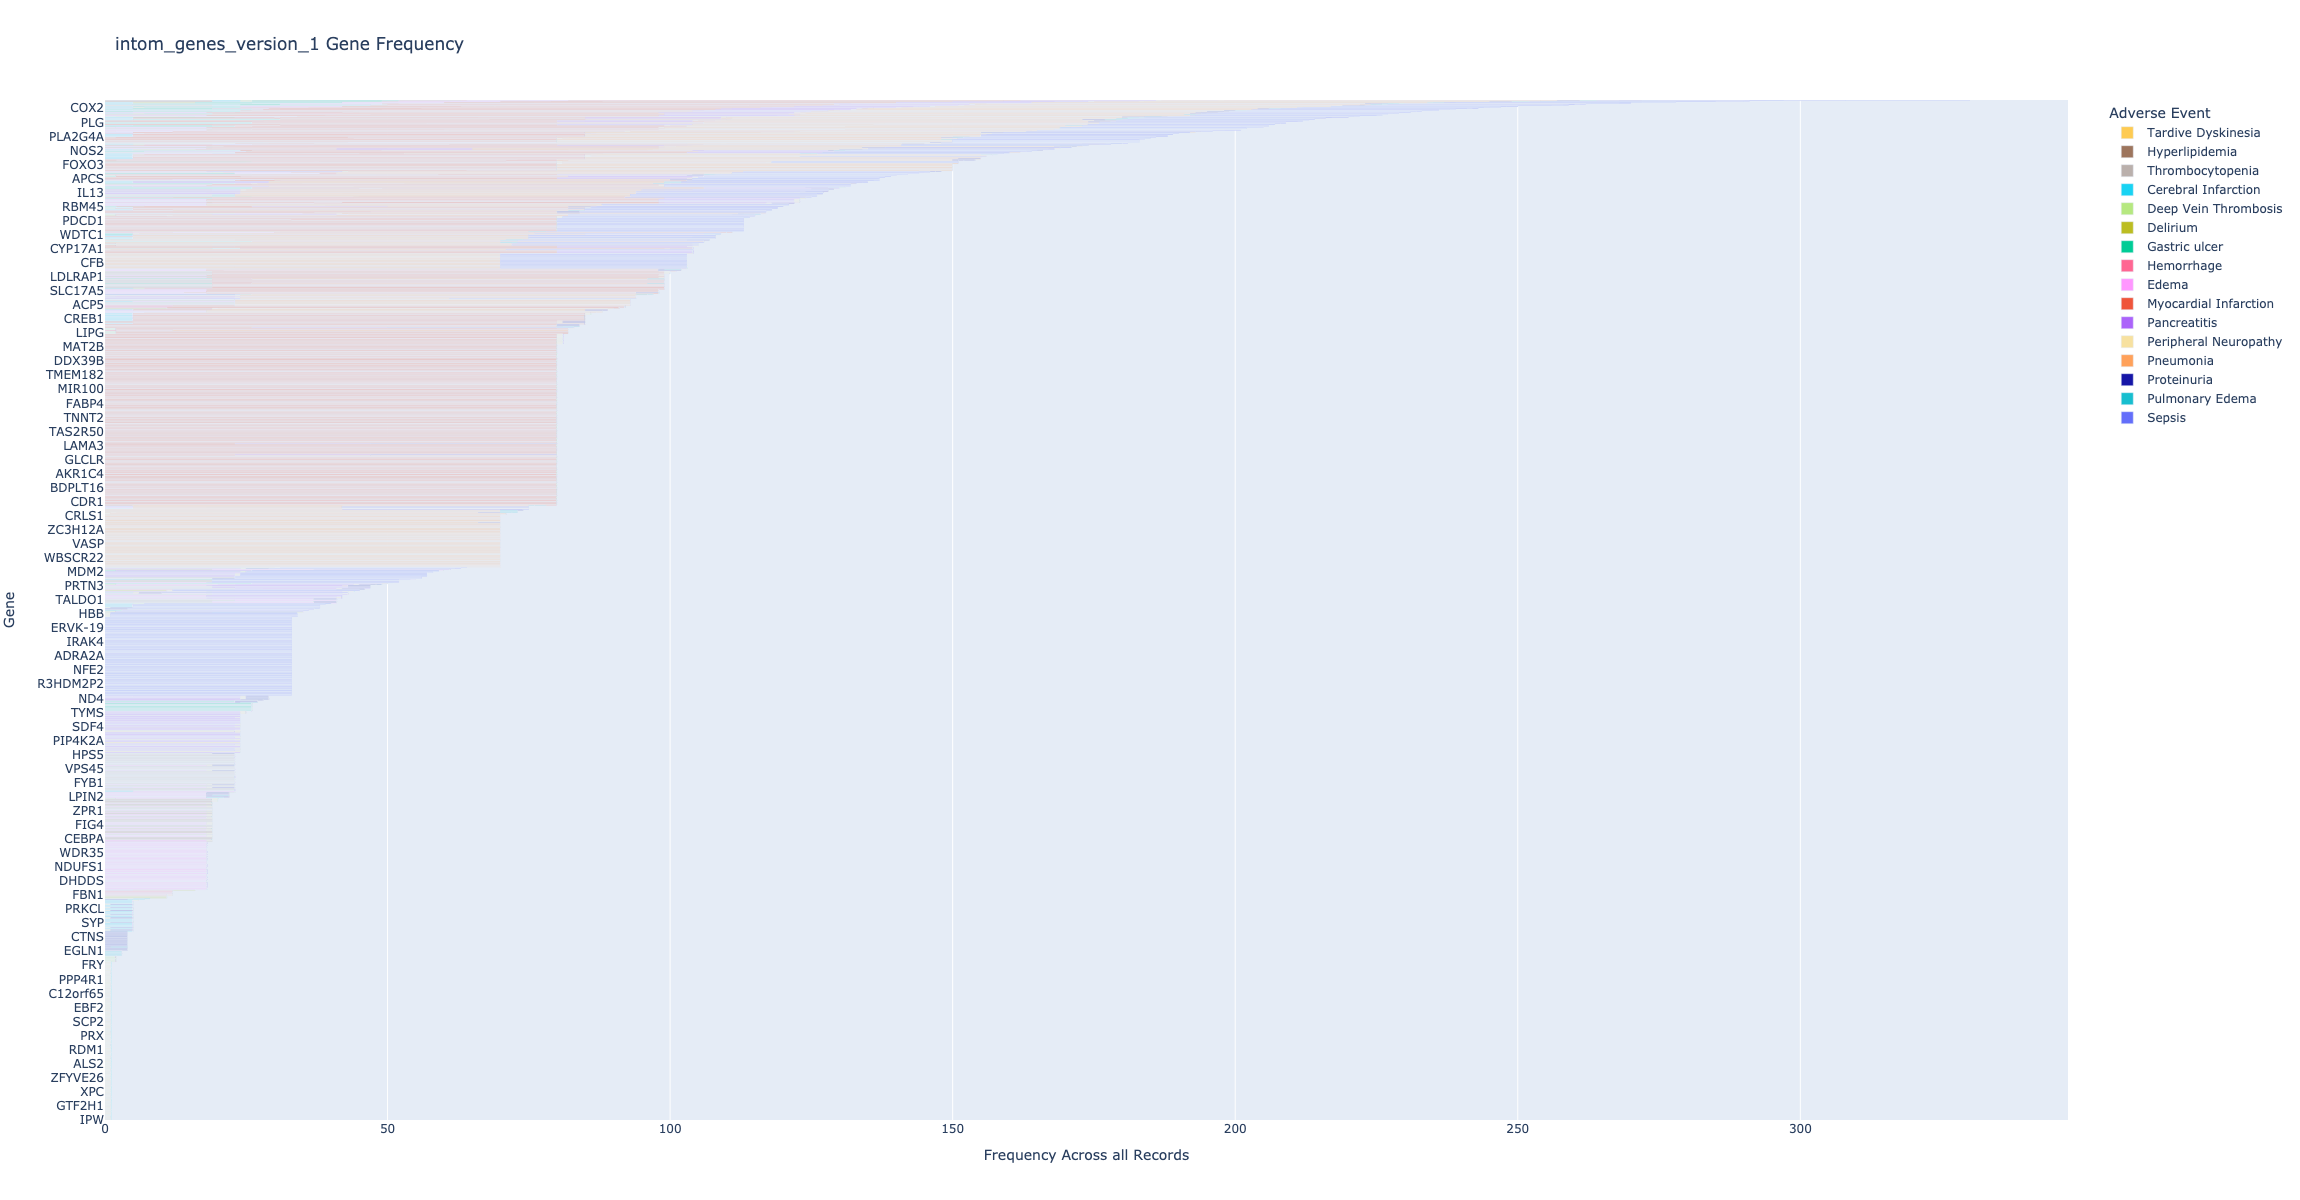 intom_genes_version_1 Gene Frequency
COX2
PLG
PLA2G4A
NOS2
FOXO3
APCS
IL13
RBM45
PDCD1
WDTC1
CYP17A1
CFB
LDLRAP1
SLC17A5
ACP5
CREB1
LIPG
MAT2B
DDX39B
TMEM182
MIR100
FABP4
TNNT2
TAS2R50
LAMA3
GLCLR
AKR1C4
BDPLT16
CDR1
CRLS1
ZC3H12A
VASP
WBSCR22
MDM2
PRTN3
TALDO1
HBB
ERVK-19
IRAK4
ADRA2A
NFE2
R3HDM2P2
ND4
TYMS
SDF4
PIP4K2A
HPS5
VPS45
FYB1
LPIN2
ZPR1
FIG4
CEBPA
WDR35
NDUFS1
DHDDS
FBN1
PRKCL
SYP
CTNS
EGLN1
FRY
PPP4R1
C12orf65
EBF2
SCP2
PRX
RDM1
ALS2
ZFYVE26
XPC
GTF2H1
IPW
Gene
0 50 100 150 200 250 300
Frequency Across all Records
Adverse Event
Tardive Dyskinesia
Hyperlipidemia
Thrombocytopenia
Cerebral Infarction
Deep Vein Thrombosis
Delirium
Gastric ulcer
Hemorrhage
Edema
Myocardial Infarction
Pancreatitis
Peripheral Neuropathy
Pneumonia
Proteinuria
Pulmonary Edema
Sepsis